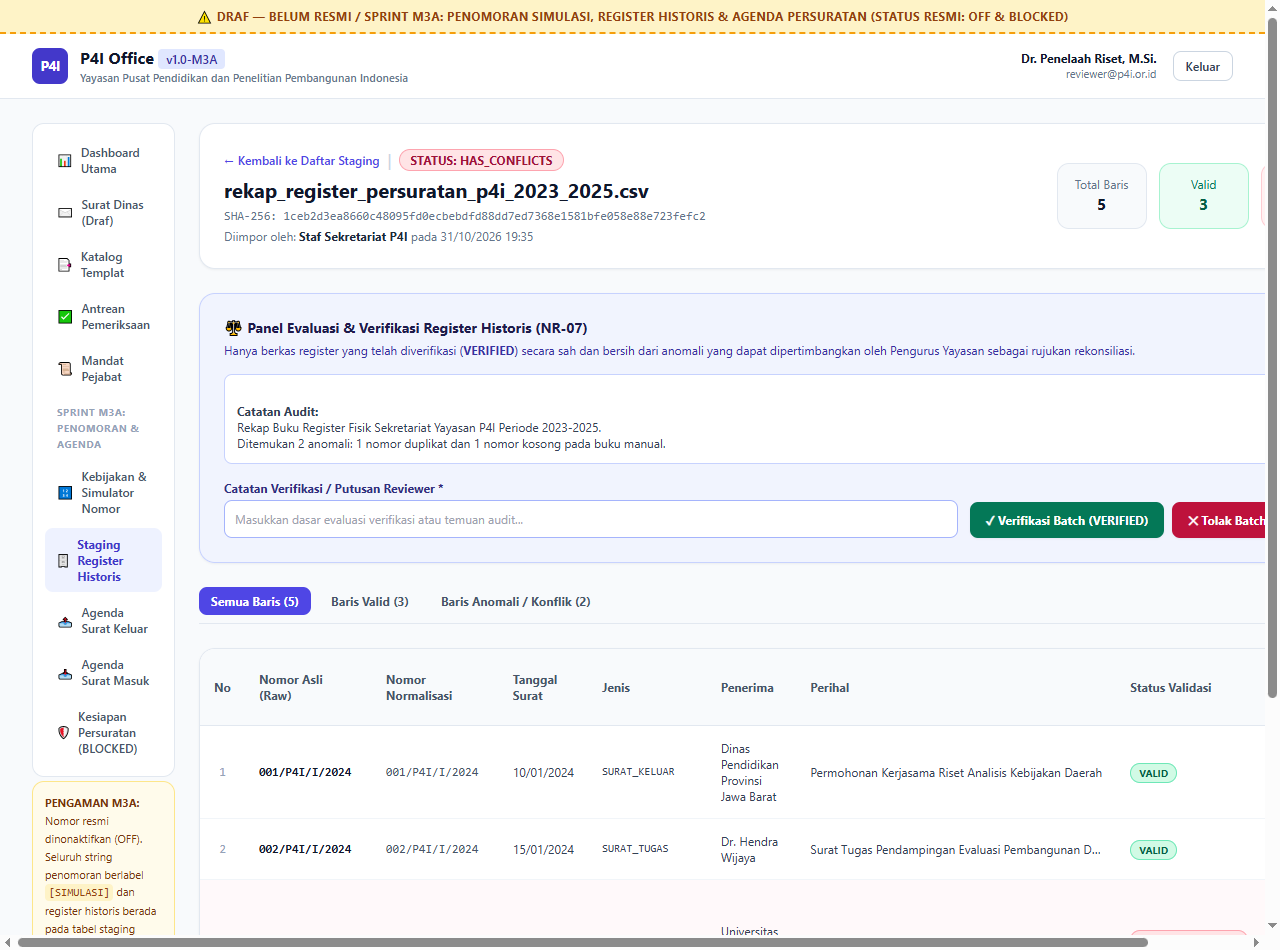 ⚠ DRAF — BELUM RESMI / SPRINT M3A: PENOMORAN SIMULASI, REGISTER HISTORIS & AGENDA PERSURATAN (STATUS RESMI: OFF & BLOCKED)
P4I
P4I Office v1.0-M3A
Yayasan Pusat Pendidikan dan Penelitian Pembangunan Indonesia
Dr. Penelaah Riset, M.Si.
reviewer@p4i.or.id
Keluar
Dashboard
Utama
Surat Dinas
(Draf)
Katalog
Templat
Antrean
Pemeriksaan
Mandat
Pejabat
SPRINT M3A:
PENOMORAN &
AGENDA
Kebijakan &
Simulator
Nomor
Staging
Register
Historis
Agenda
Surat Keluar
Agenda
Surat Masuk
Kesiapan
Persuratan
(BLOCKED)
PENGAMAN M3A:
Nomor resmi
dinonaktifkan (OFF).
Seluruh string
penomoran berlabel
[SIMULASI] dan
register historis berada
pada tabel staging
← Kembali ke Daftar Staging | STATUS: HAS_CONFLICTS
rekap_register_persuratan_p4i_2023_2025.csv
SHA-256: 1ceb2d3ea8660c48095fd0ecbebdfd88dd7ed7368e1581bfe058e88e723fefc2
Diimpor oleh: Staf Sekretariat P4I pada 31/10/2026 19:35
Total Baris
5
Valid
3
Panel Evaluasi & Verifikasi Register Historis (NR-07)
Hanya berkas register yang telah diverifikasi (VERIFIED) secara sah dan bersih dari anomali yang dapat dipertimbangkan oleh Pengurus Yayasan sebagai rujukan rekonsiliasi.
Catatan Audit:
Rekap Buku Register Fisik Sekretariat Yayasan P4I Periode 2023-2025.
Ditemukan 2 anomali: 1 nomor duplikat dan 1 nomor kosong pada buku manual.
Catatan Verifikasi / Putusan Reviewer *
Masukkan dasar evaluasi verifikasi atau temuan audit...
✓ Verifikasi Batch (VERIFIED)
✕ Tolak Batch
Semua Baris (5)
Baris Valid (3)
Baris Anomali / Konflik (2)
No
Nomor Asli
(Raw)
Nomor
Normalisasi
Tanggal
Surat
Jenis
Penerima
Perihal
Status Validasi
1
001/P4I/I/2024
001/P4I/I/2024
10/01/2024
SURAT_KELUAR
Dinas
Pendidikan
Provinsi
Jawa Barat
Permohonan Kerjasama Riset Analisis Kebijakan Daerah
VALID
2
002/P4I/I/2024
002/P4I/I/2024
15/01/2024
SURAT_TUGAS
Dr. Hendra
Wijaya
Surat Tugas Pendampingan Evaluasi Pembangunan D...
VALID
Universitas